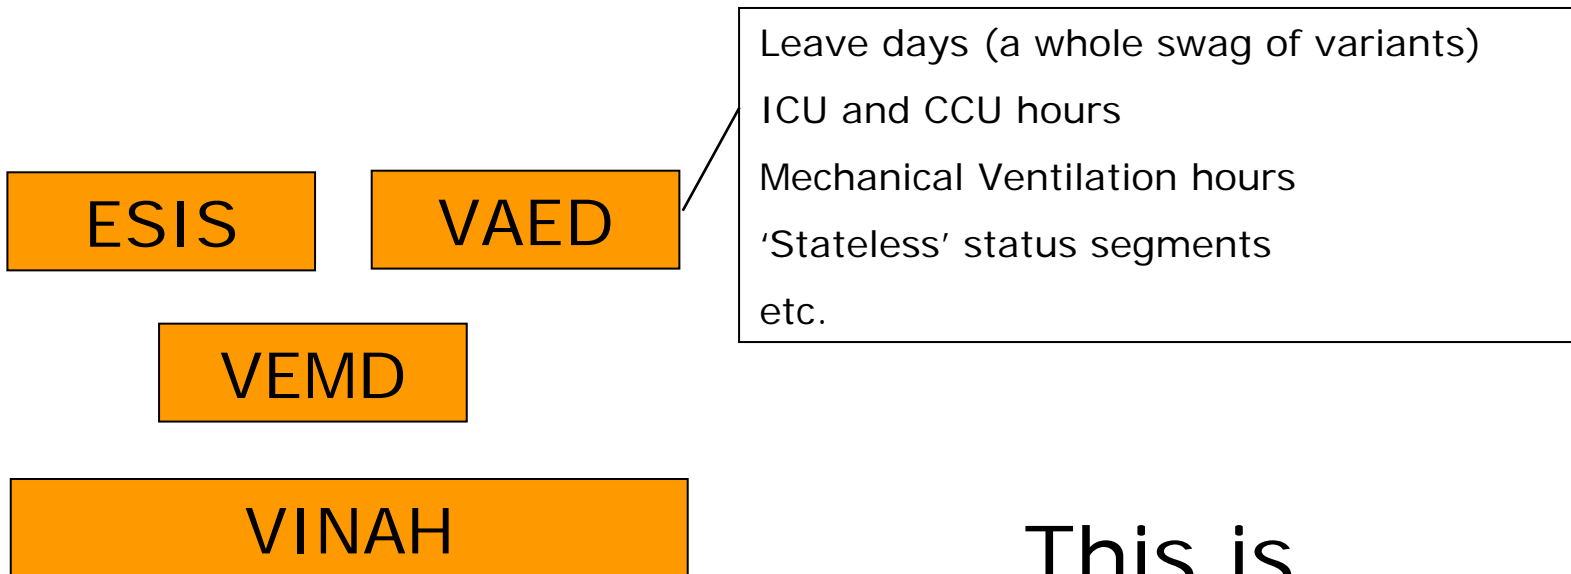 Leave days (a whole swag of variants)
ICU and CCU hours
Mechanical Ventilation hours
‘Stateless’ status segments
etc.
ESIS
VAED
VEMD
VINAH
This is